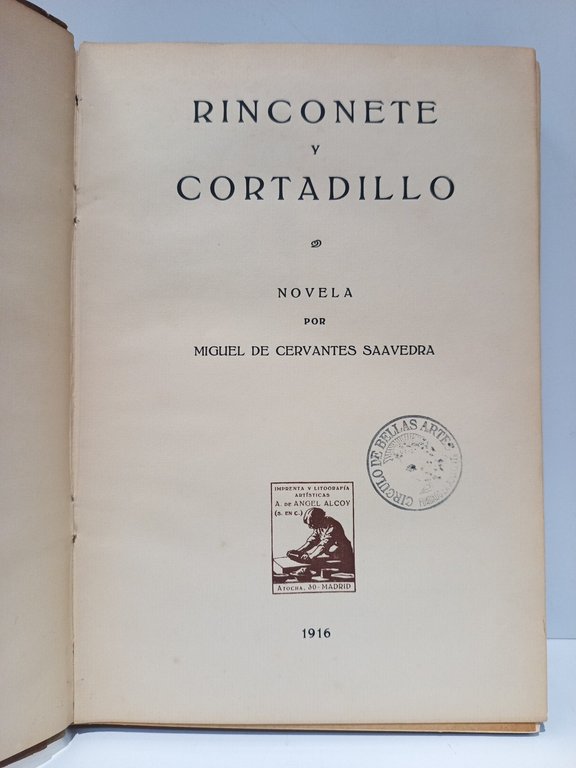 RINCONETE
Y
CORTADILLO
NOVELA
POR
MIGUEL DE CERVANTES SAAVEDRA
CIRCULO DE BELLAS ARTES
IMPRENTA Y LITOGRAFÍA
ARTÍSTICAS
A. DE ANGEL ALCOY
(S. EN C.)
ATOCHA, 30-MADRID
1916